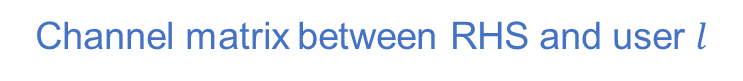 Channel matrix between RHS and user l